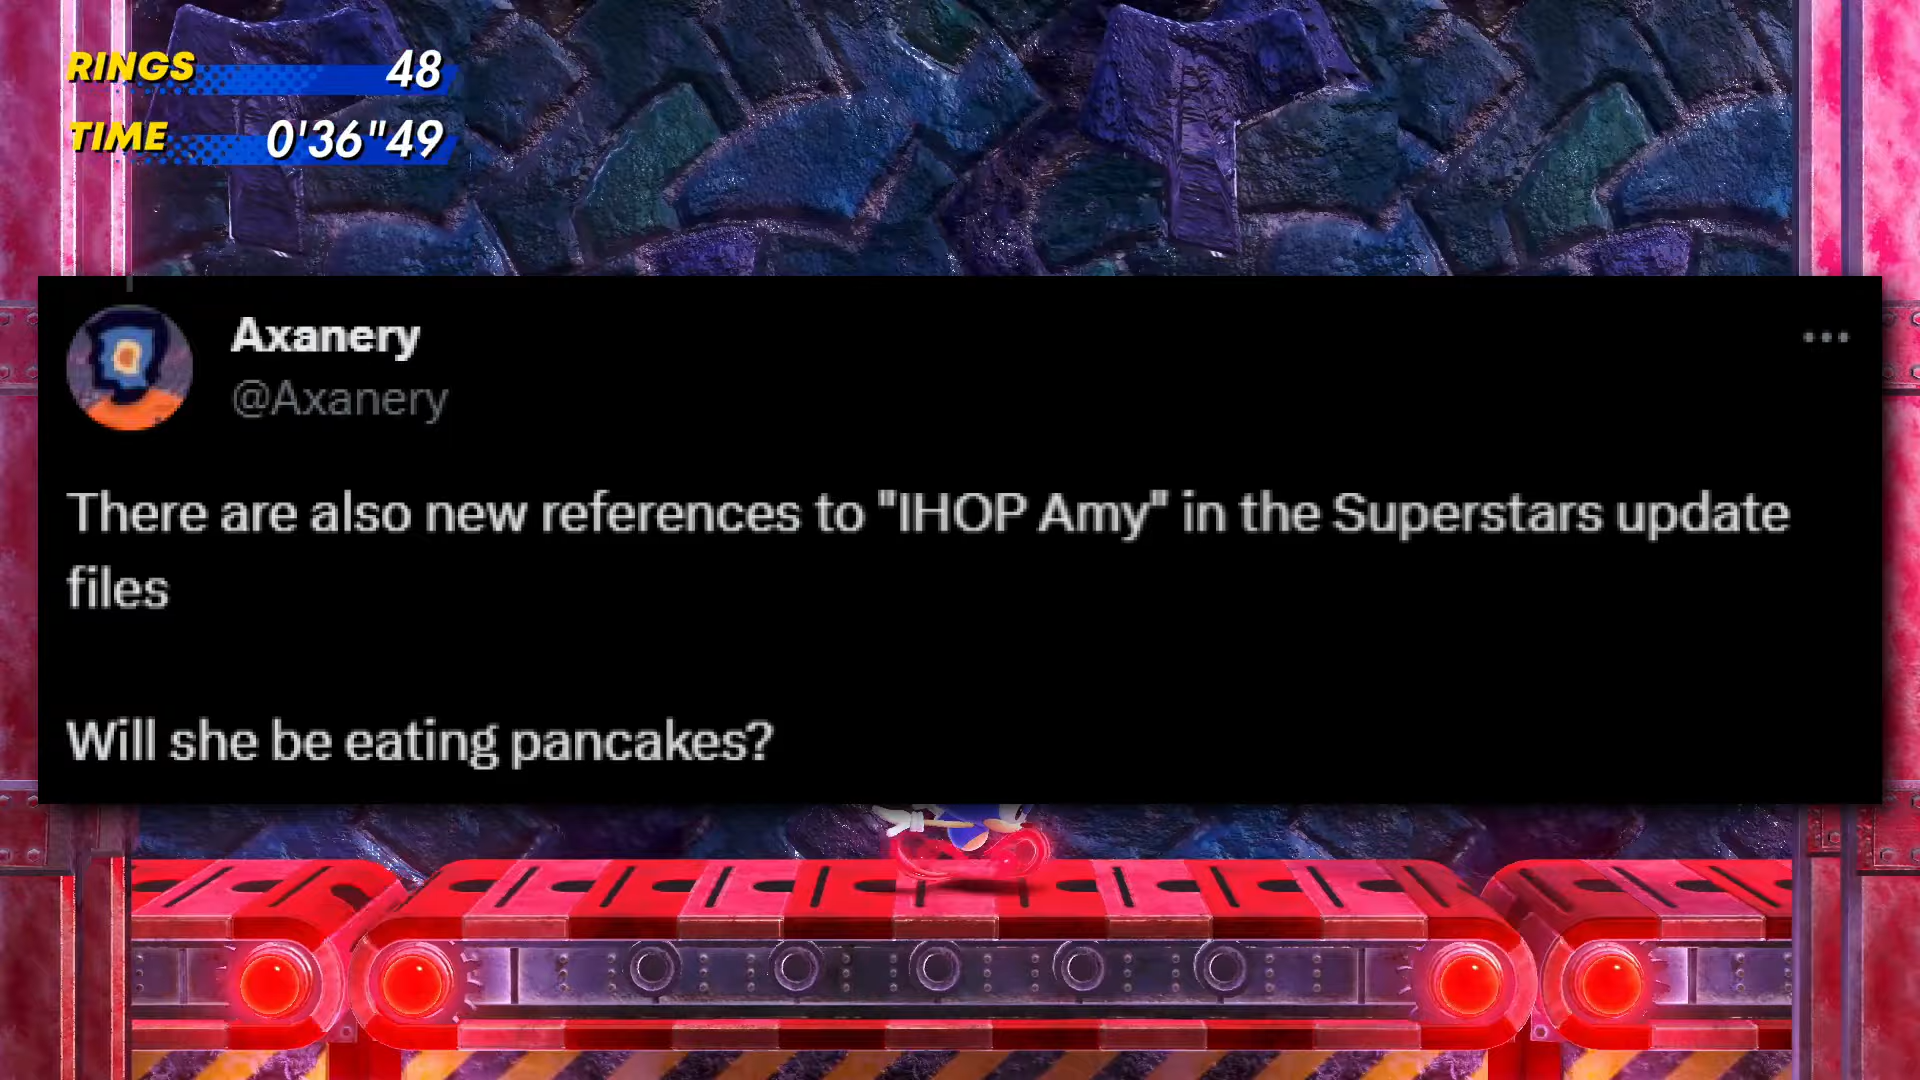 RINGS 48
TIME 0'36"49
Axanery
@Axanery
There are also new references to "IHOP Amy" in the Superstars update
files
Will she be eating pancakes?